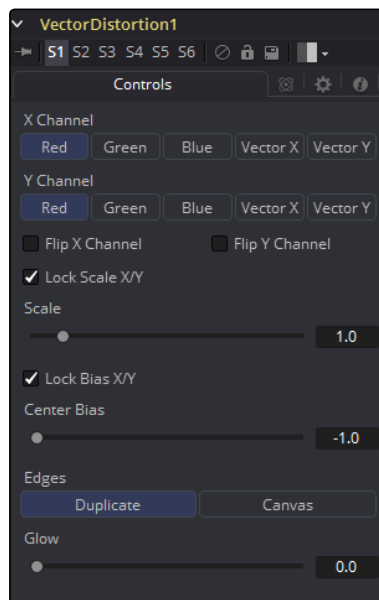 VectorDistortion1
S1 S2 S3 S4 S5 S6
Controls
X Channel
Red Green Blue Vector X Vector Y
Y Channel
Red Green Blue Vector X Vector Y
Flip X Channel Flip Y Channel
Lock Scale X/Y
Scale
1.0
Lock Bias X/Y
Center Bias
-1.0
Edges
Duplicate Canvas
Glow
0.0